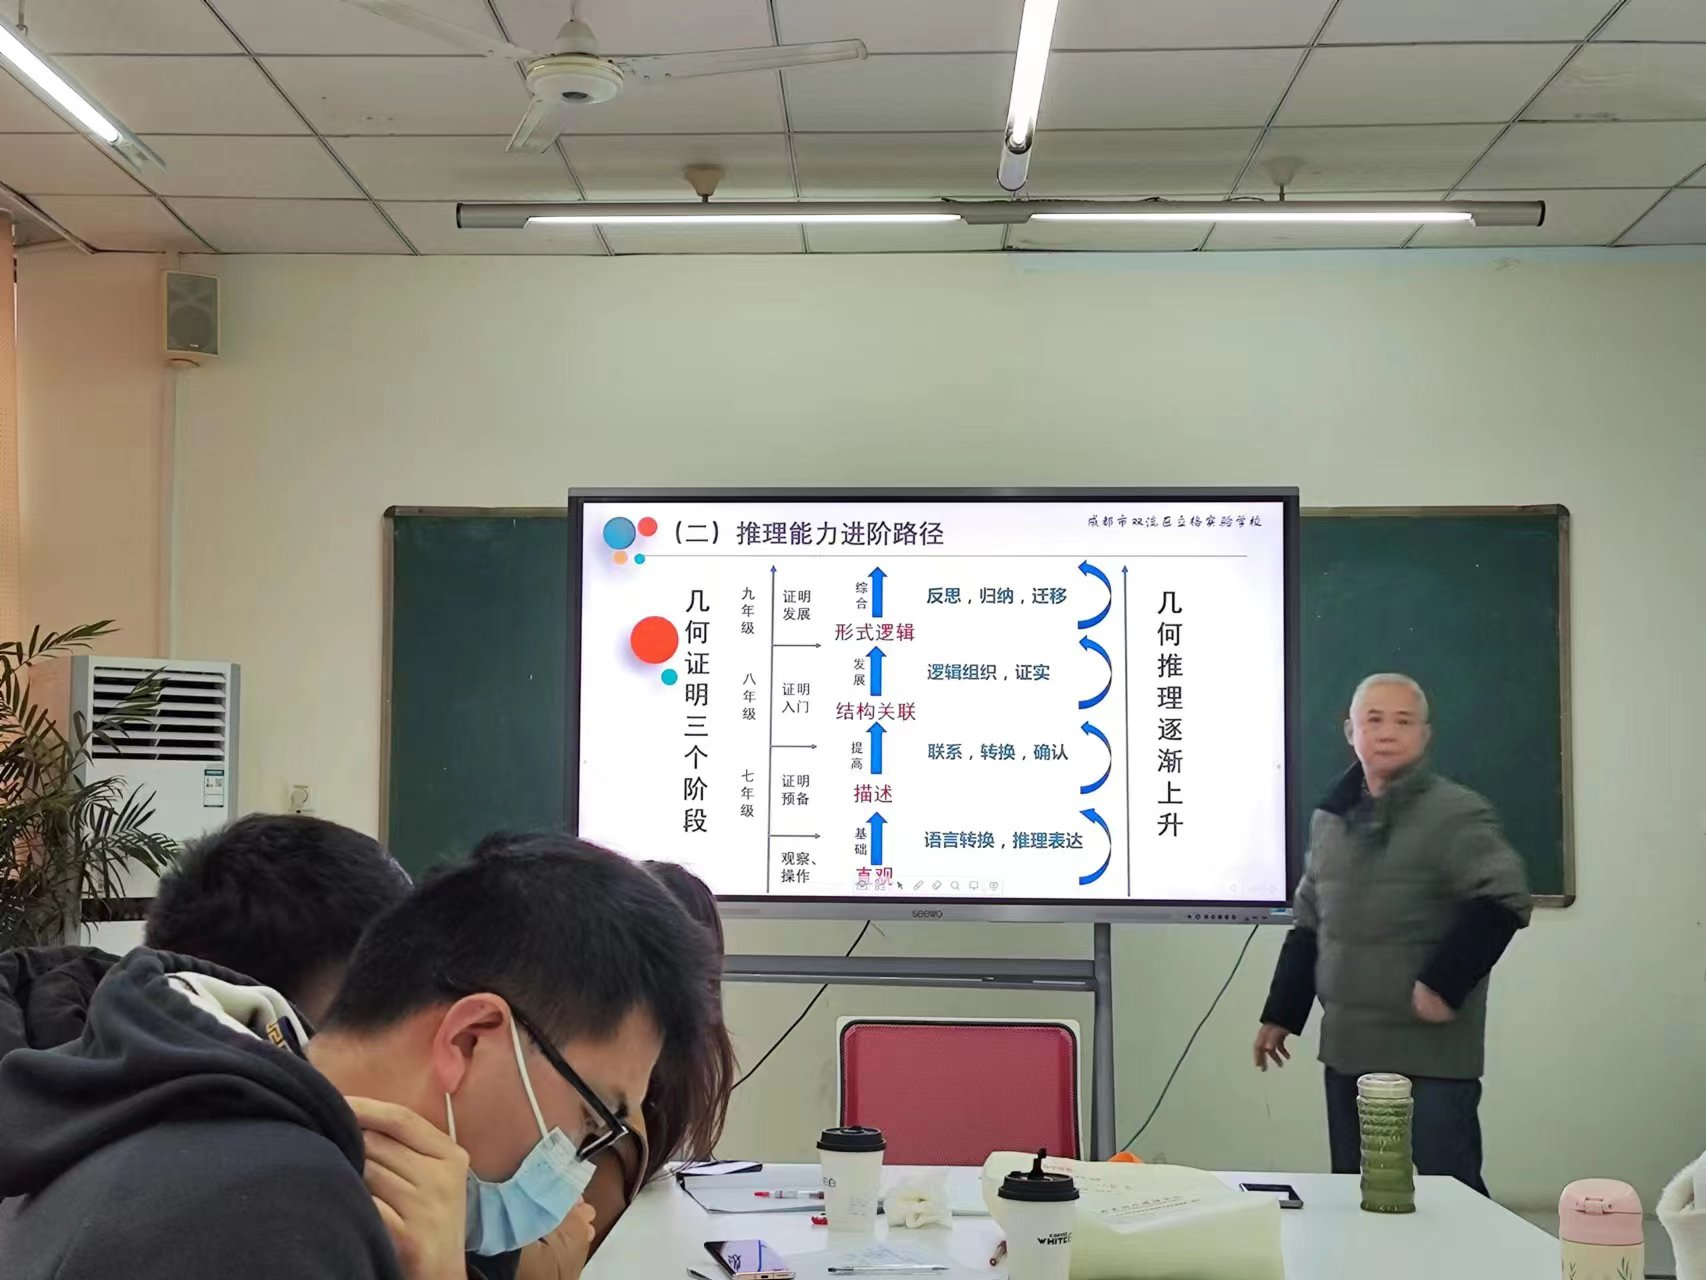 (二) 推理能力进阶路径
成都市双流区立格实验学校
几何证明三个阶段
九年级
证明
发展
综合
反思，归纳，迁移
形式逻辑
八年级
证明
入门
发展
逻辑组织，证实
结构关联
七年级
证明
预备
提高
联系，转换，确认
描述
观察、
操作
基础
语言转换，推理表达
直观
几何推理逐渐上升
seewo
WHITE